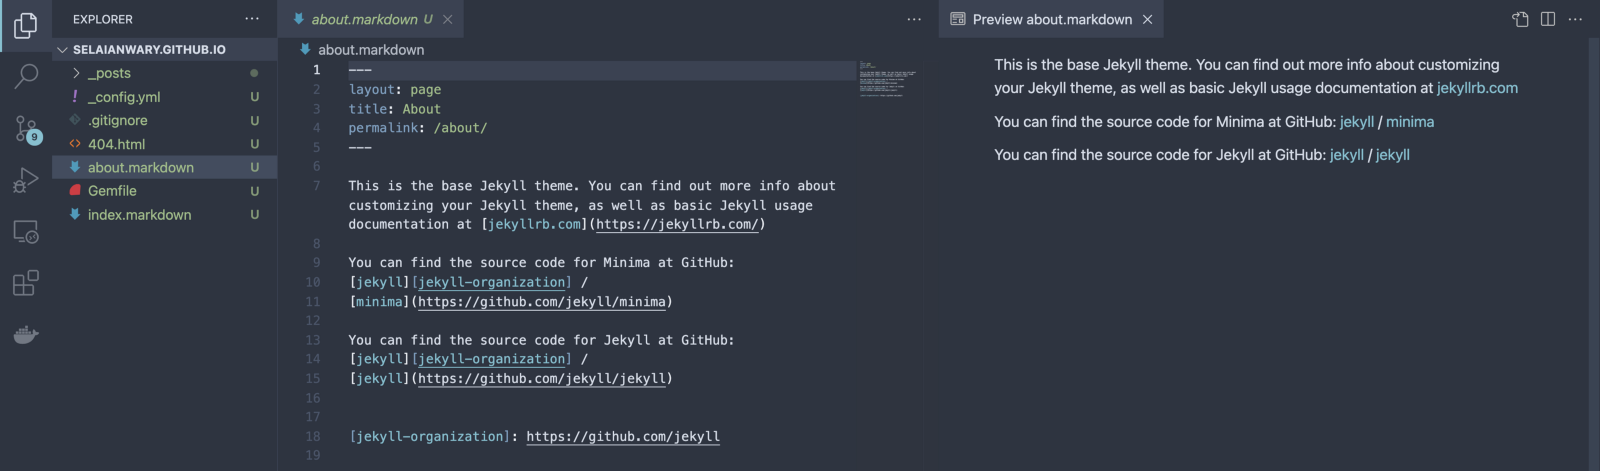 EXPLORER
SELAIANWARY.GITHUB.IO
_posts
_config.yml U
.gitignore U
404.html U
about.markdown U
Gemfile U
index.markdown U
9
about.markdown U
about.markdown
1 ---
2 layout: page
3 title: About
4 permalink: /about/
5 ---
6
7 This is the base Jekyll theme. You can find out more info about
customizing your Jekyll theme, as well as basic Jekyll usage
documentation at [jekyllrb.com](https://jekyllrb.com/)
8
9 You can find the source code for Minima at GitHub:
10 [jekyll][jekyll-organization] /
11 [minima](https://github.com/jekyll/minima)
12
13 You can find the source code for Jekyll at GitHub:
14 [jekyll][jekyll-organization] /
15 [jekyll](https://github.com/jekyll/jekyll)
16
17
18 [jekyll-organization]: https://github.com/jekyll
19
Preview about.markdown
This is the base Jekyll theme. You can find out more info about customizing
your Jekyll theme, as well as basic Jekyll usage documentation at jekyllrb.com
You can find the source code for Minima at GitHub: jekyll / minima
You can find the source code for Jekyll at GitHub: jekyll / jekyll